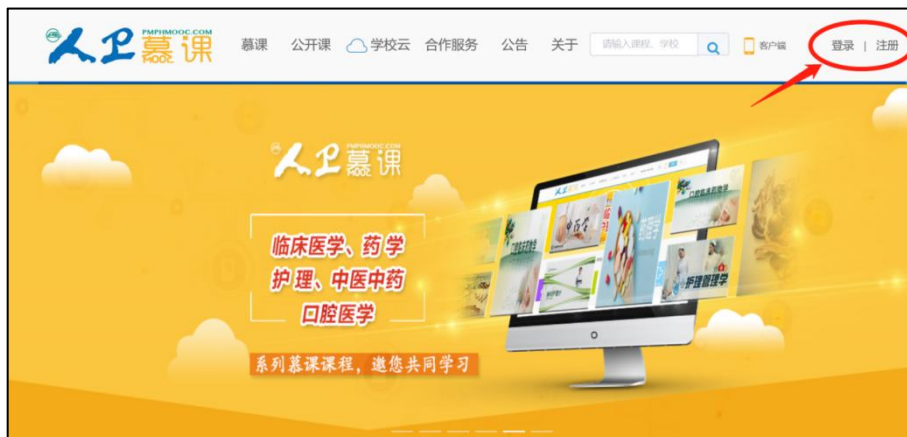 PMPHMOOC.COM
人卫慕课
MOOC
慕课 公开课 学校云 合作服务 公告 关于 请输入课程、学校 客户端 登录 | 注册
PMPHMOOC.COM
人卫慕课
MOOC
临床医学、药学
护理、中医中药
口腔医学
系列慕课课程，邀您共同学习
护理管理学